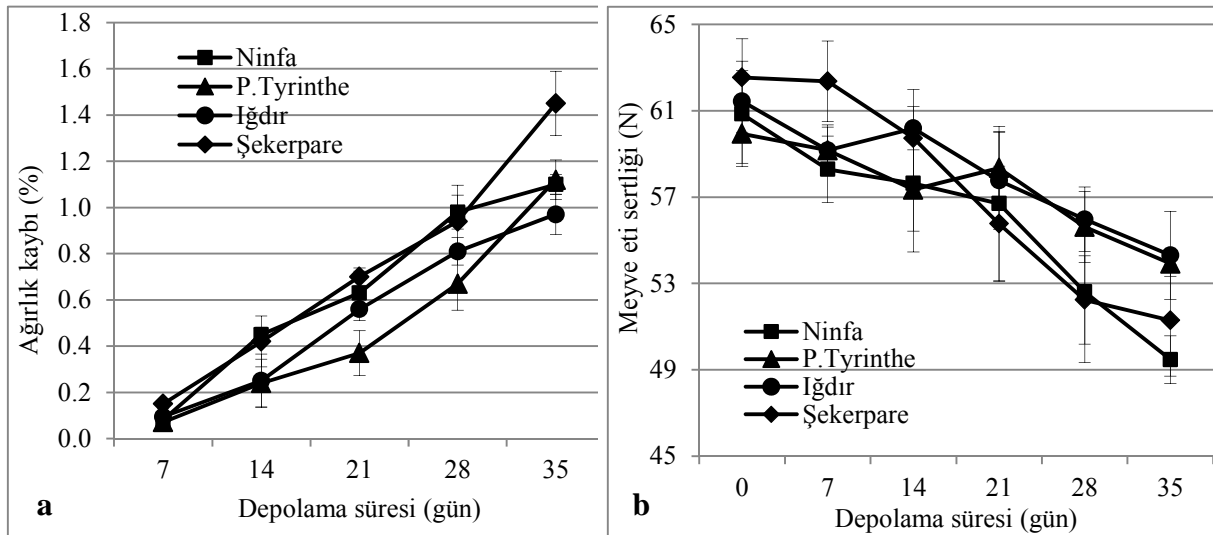 Ağırlık kaybı (%)
1.8
1.6
1.4
1.2
1.0
0.8
0.6
0.4
0.2
0.0
Ninfa
P.Tyrinthe
Iğdır
Şekerpare
7 14 21 28 35
Depolama süresi (gün)
a
Meyve eti sertliği (N)
65
61
57
53
49
45
Ninfa
P.Tyrinthe
Iğdır
Şekerpare
0 7 14 21 28 35
Depolama süresi (gün)
b